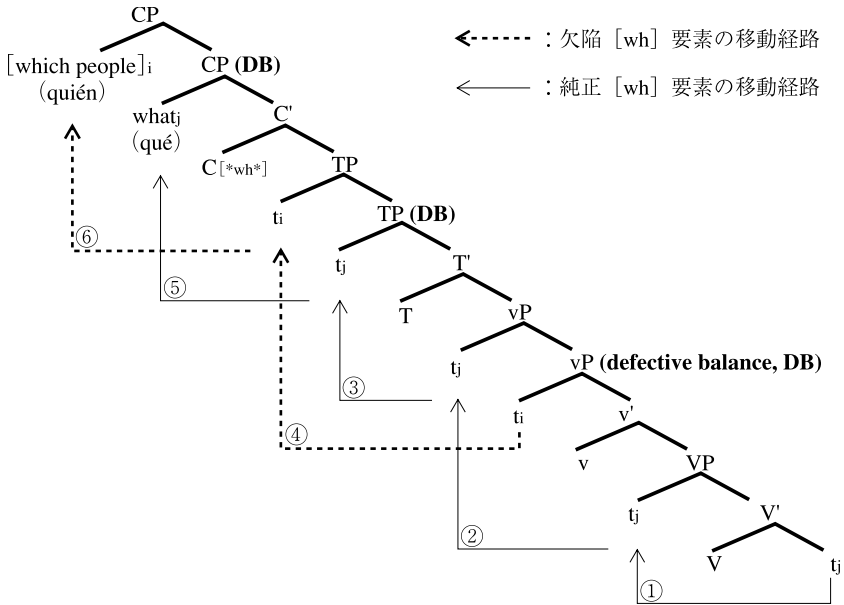 CP
[which people]i
(quién)
CP (DB)
whatj
(qué)
C'
C[*wh*]
TP
ti
TP (DB)
tj
T'
T
vP
tj
vP (defective balance, DB)
ti
v'
v
VP
tj
V'
V
tj
①
②
③
④
⑤
⑥
：欠陥［wh］要素の移動経路
：純正［wh］要素の移動経路